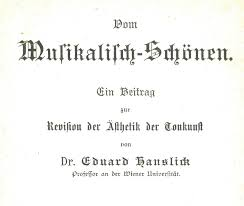 Vom
Musikalisch-Schönen.
Ein Beitrag
zur
Revision der Ästhetik der Tonkunst
von
Dr. Eduard Hanslick
Professor an der Wiener Universität.